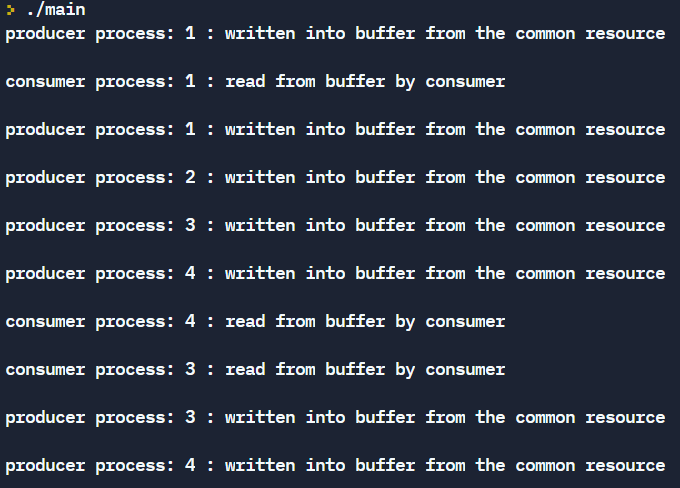 > ./main
producer process: 1 : written into buffer from the common resource
consumer process: 1 : read from buffer by consumer
producer process: 1 : written into buffer from the common resource
producer process: 2 : written into buffer from the common resource
producer process: 3 : written into buffer from the common resource
producer process: 4 : written into buffer from the common resource
consumer process: 4 : read from buffer by consumer
consumer process: 3 : read from buffer by consumer
producer process: 3 : written into buffer from the common resource
producer process: 4 : written into buffer from the common resource